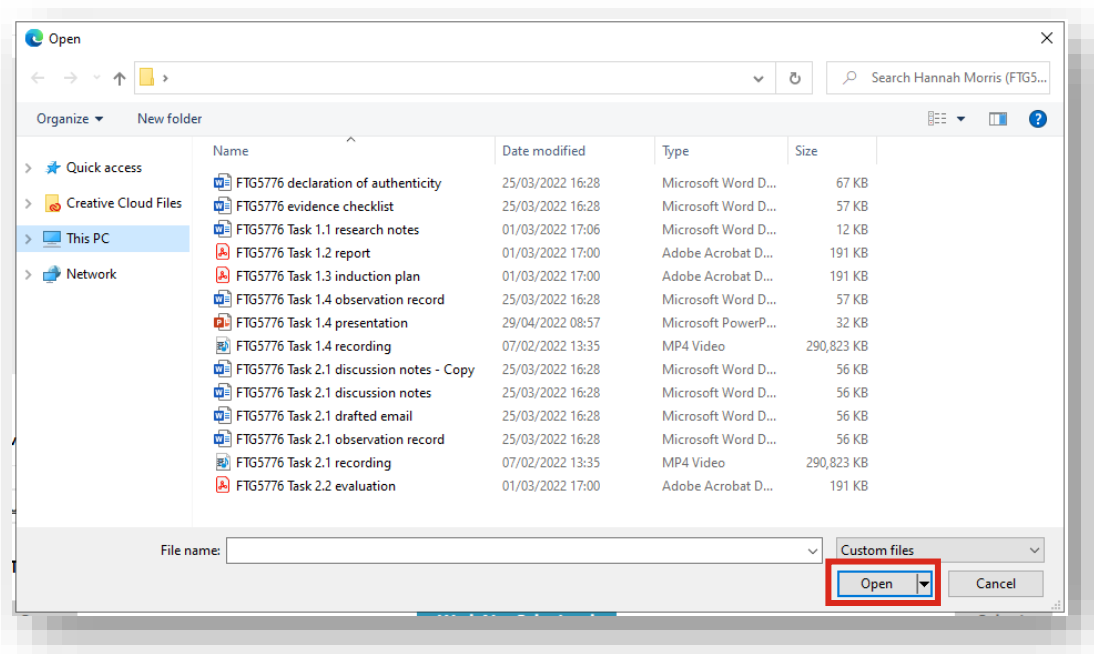 Open
Search Hannah Morris (FTG5...
Organize New folder
Name Date modified Type Size
Quick access
Creative Cloud Files
This PC
Network
FTG5776 declaration of authenticity 25/03/2022 16:28 Microsoft Word D... 67 KB
FTG5776 evidence checklist 25/03/2022 16:28 Microsoft Word D... 57 KB
FTG5776 Task 1.1 research notes 01/03/2022 17:06 Microsoft Word D... 12 KB
FTG5776 Task 1.2 report 01/03/2022 17:00 Adobe Acrobat D... 191 KB
FTG5776 Task 1.3 induction plan 01/03/2022 17:00 Adobe Acrobat D... 191 KB
FTG5776 Task 1.4 observation record 25/03/2022 16:28 Microsoft Word D... 57 KB
FTG5776 Task 1.4 presentation 29/04/2022 08:57 Microsoft PowerP... 32 KB
FTG5776 Task 1.4 recording 07/02/2022 13:35 MP4 Video 290,823 KB
FTG5776 Task 2.1 discussion notes - Copy 25/03/2022 16:28 Microsoft Word D... 56 KB
FTG5776 Task 2.1 discussion notes 25/03/2022 16:28 Microsoft Word D... 56 KB
FTG5776 Task 2.1 drafted email 25/03/2022 16:28 Microsoft Word D... 56 KB
FTG5776 Task 2.1 observation record 25/03/2022 16:28 Microsoft Word D... 56 KB
FTG5776 Task 2.1 recording 07/02/2022 13:35 MP4 Video 290,823 KB
FTG5776 Task 2.2 evaluation 01/03/2022 17:00 Adobe Acrobat D... 191 KB
File name: Custom files
Open Cancel